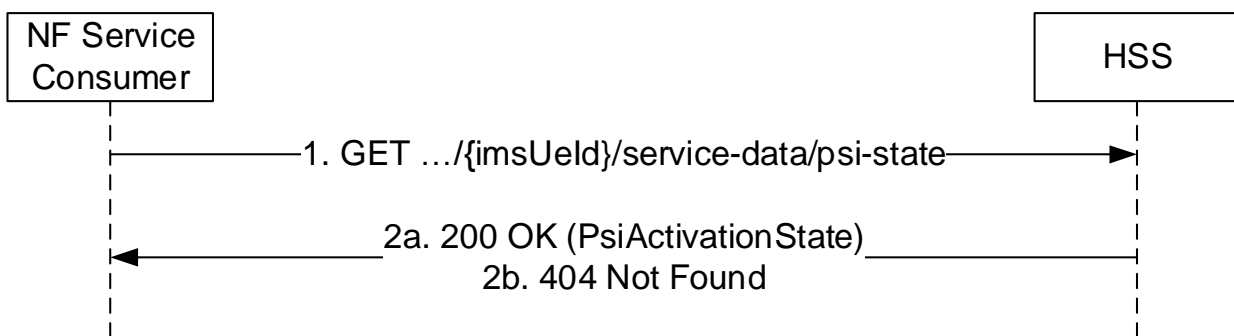 NF Service
Consumer
HSS
1. GET …/{imsUeId}/service-data/psi-state
2a. 200 OK (PsiActivationState)
2b. 404 Not Found